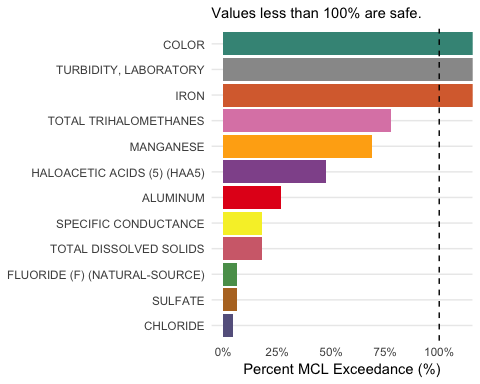 Values less than 100% are safe.
COLOR
TURBIDITY, LABORATORY
IRON
TOTAL TRIHALOMETHANES
MANGANESE
HALOACETIC ACIDS (5) (HAA5)
ALUMINUM
SPECIFIC CONDUCTANCE
TOTAL DISSOLVED SOLIDS
FLUORIDE (F) (NATURAL-SOURCE)
SULFATE
CHLORIDE
0% 25% 50% 75% 100%
Percent MCL Exceedance (%)